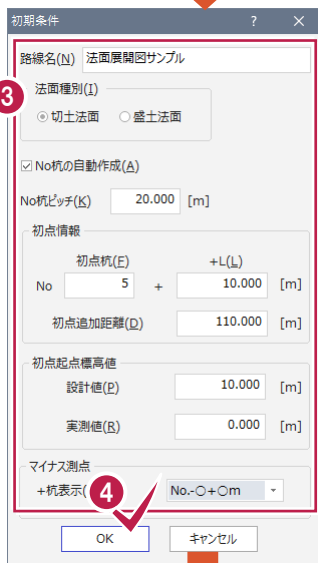 初期条件 ? ×
路線名(N) 法面展開図サンプル
3
法面種別(I)
切土法面 盛土法面
No杭の自動作成(A)
No杭ピッチ(K) 20.000 [m]
初点情報
初点杭(F) +L(L)
No 5 + 10.000 [m]
初点追加距離(D) 110.000 [m]
初点起点標高値
設計値(P) 10.000 [m]
実測値(R) 0.000 [m]
マイナス測点
+杭表示( 4 No.-○+○m
OK キャンセル